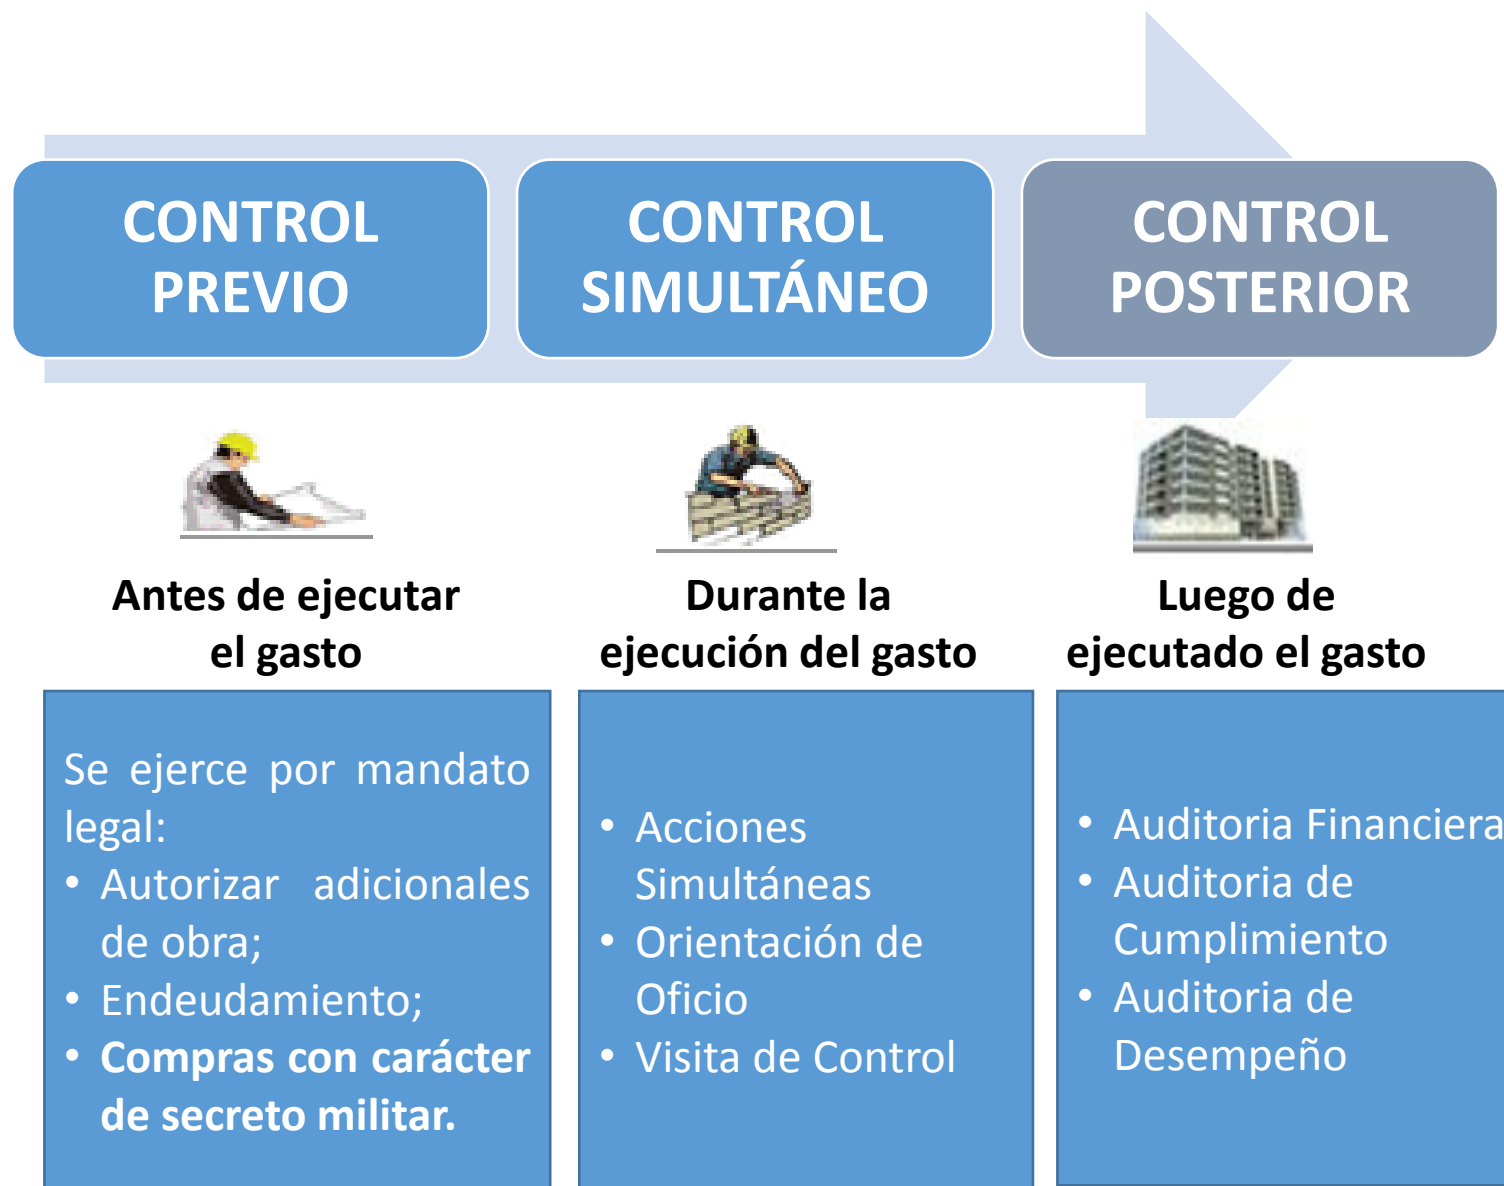 CONTROL
PREVIO
CONTROL
SIMULTÁNEO
CONTROL
POSTERIOR
Antes de ejecutar
el gasto
Durante la
ejecución del gasto
Luego de
ejecutado el gasto
Se ejerce por mandato
legal:
• Autorizar adicionales
de obra;
• Endeudamiento;
• Compras con carácter
de secreto militar.
• Acciones
Simultáneas
• Orientación de
Oficio
• Visita de Control
• Auditoria Financiera
• Auditoria de
Cumplimiento
• Auditoria de
Desempeño